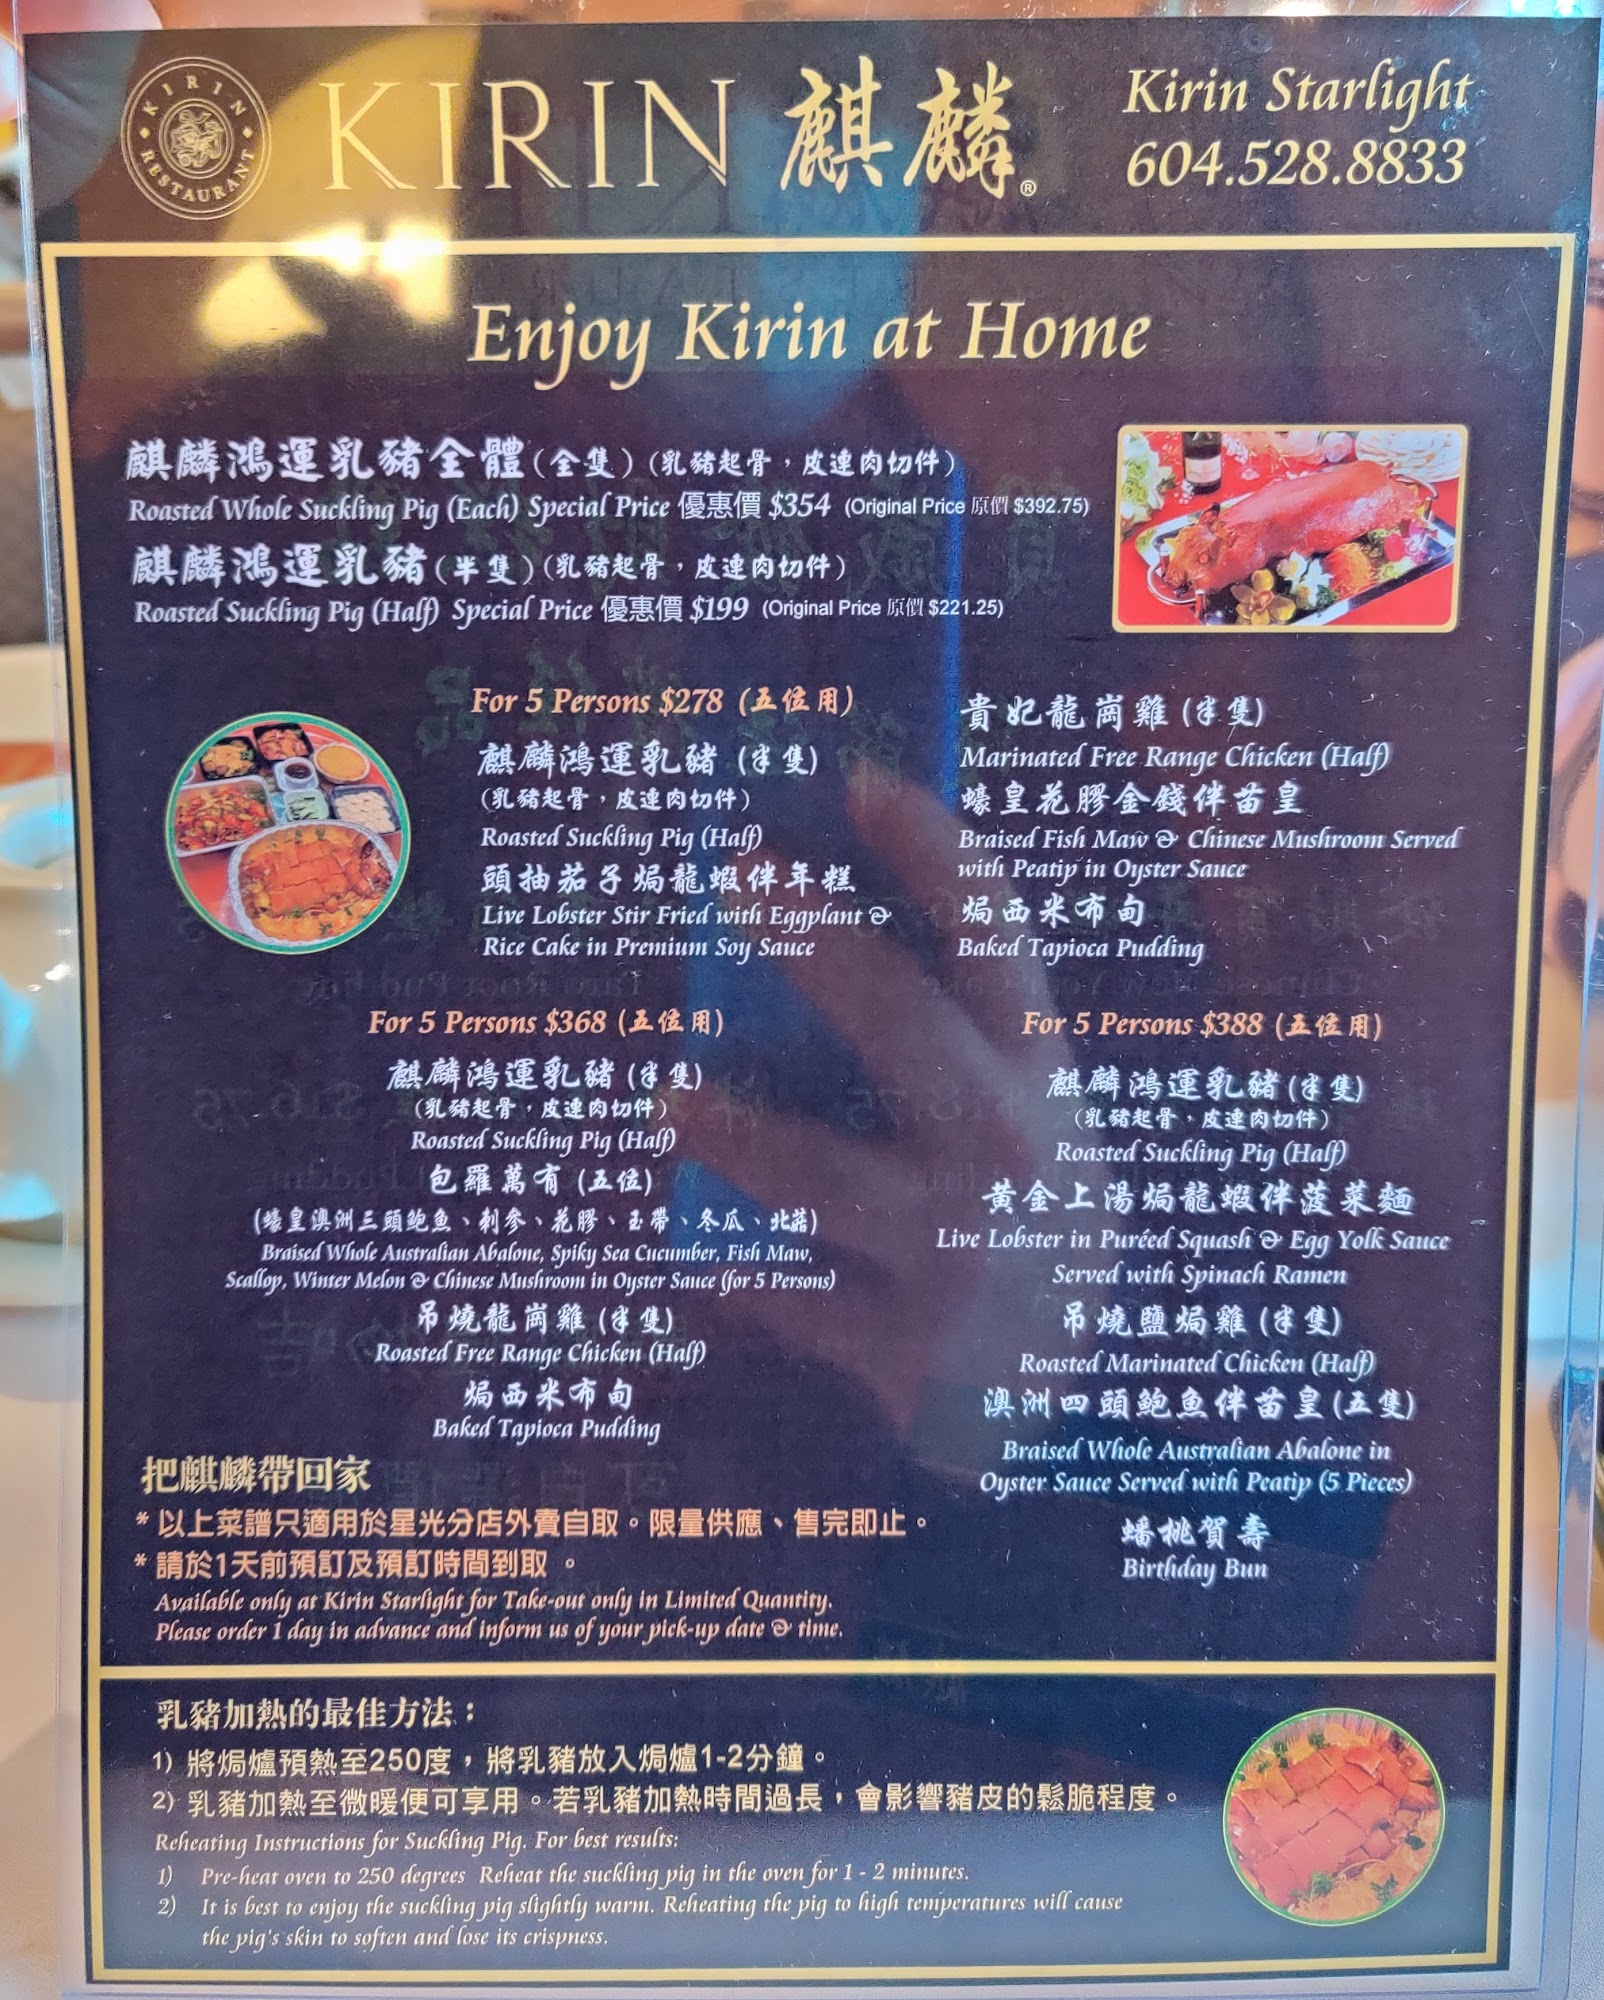 KIRIN RESTAURANT
KIRIN 麒麟®
Kirin Starlight
604.528.8833
Enjoy Kirin at Home
麒麟鴻運乳豬全體(全隻)(乳豬起骨，皮連肉切件)
Roasted Whole Suckling Pig (Each) Special Price 優惠價 $354 (Original Price 原價 $392.75)
麒麟鴻運乳豬(半隻)(乳豬起骨，皮連肉切件)
Roasted Suckling Pig (Half) Special Price 優惠價 $199 (Original Price 原價 $221.25)
For 5 Persons $278 (五位用)
麒麟鴻運乳豬 (半隻)
(乳豬起骨，皮連肉切件)
Roasted Suckling Pig (Half)
頭抽茄子焗龍蝦伴年糕
Live Lobster Stir Fried with Eggplant &
Rice Cake in Premium Soy Sauce
貴妃龍崗雞 (半隻)
Marinated Free Range Chicken (Half)
蠔皇花膠金錢伴苗皇
Braised Fish Maw & Chinese Mushroom Served
with Peatip in Oyster Sauce
焗西米布甸
Baked Tapioca Pudding
For 5 Persons $368 (五位用)
麒麟鴻運乳豬 (半隻)
(乳豬起骨，皮連肉切件)
Roasted Suckling Pig (Half)
包羅萬有 (五位)
(蠔皇澳洲三頭鮑魚、刺參、花膠、玉帶、冬瓜、北菇)
Braised Whole Australian Abalone, Spiky Sea Cucumber, Fish Maw,
Scallop, Winter Melon & Chinese Mushroom in Oyster Sauce (for 5 Persons)
吊燒龍崗雞 (半隻)
Roasted Free Range Chicken (Half)
焗西米布甸
Baked Tapioca Pudding
For 5 Persons $388 (五位用)
麒麟鴻運乳豬(半隻)
(乳豬起骨，皮連肉切件)
Roasted Suckling Pig (Half)
黃金上湯焗龍蝦伴菠菜麵
Live Lobster in Puréed Squash & Egg Yolk Sauce
Served with Spinach Ramen
吊燒鹽焗雞 (半隻)
Roasted Marinated Chicken (Half)
澳洲四頭鮑魚伴苗皇(五隻)
Braised Whole Australian Abalone in
Oyster Sauce Served with Peatip (5 Pieces)
蟠桃賀壽
Birthday Bun
把麒麟帶回家
* 以上菜譜只適用於星光分店外賣自取。限量供應、售完即止。
* 請於1天前預訂及預訂時間到取 。
Available only at Kirin Starlight for Take-out only in Limited Quantity.
Please order 1 day in advance and inform us of your pick-up date & time.
乳豬加熱的最佳方法：
1) 將焗爐預熱至250度，將乳豬放入焗爐1-2分鐘。
2) 乳豬加熱至微暖便可享用。若乳豬加熱時間過長，會影響豬皮的鬆脆程度。
Reheating Instructions for Suckling Pig. For best results:
1) Pre-heat oven to 250 degrees Reheat the suckling pig in the oven for 1 - 2 minutes.
2) It is best to enjoy the suckling pig slightly warm. Reheating the pig to high temperatures will cause
the pig's skin to soften and lose its crispness.